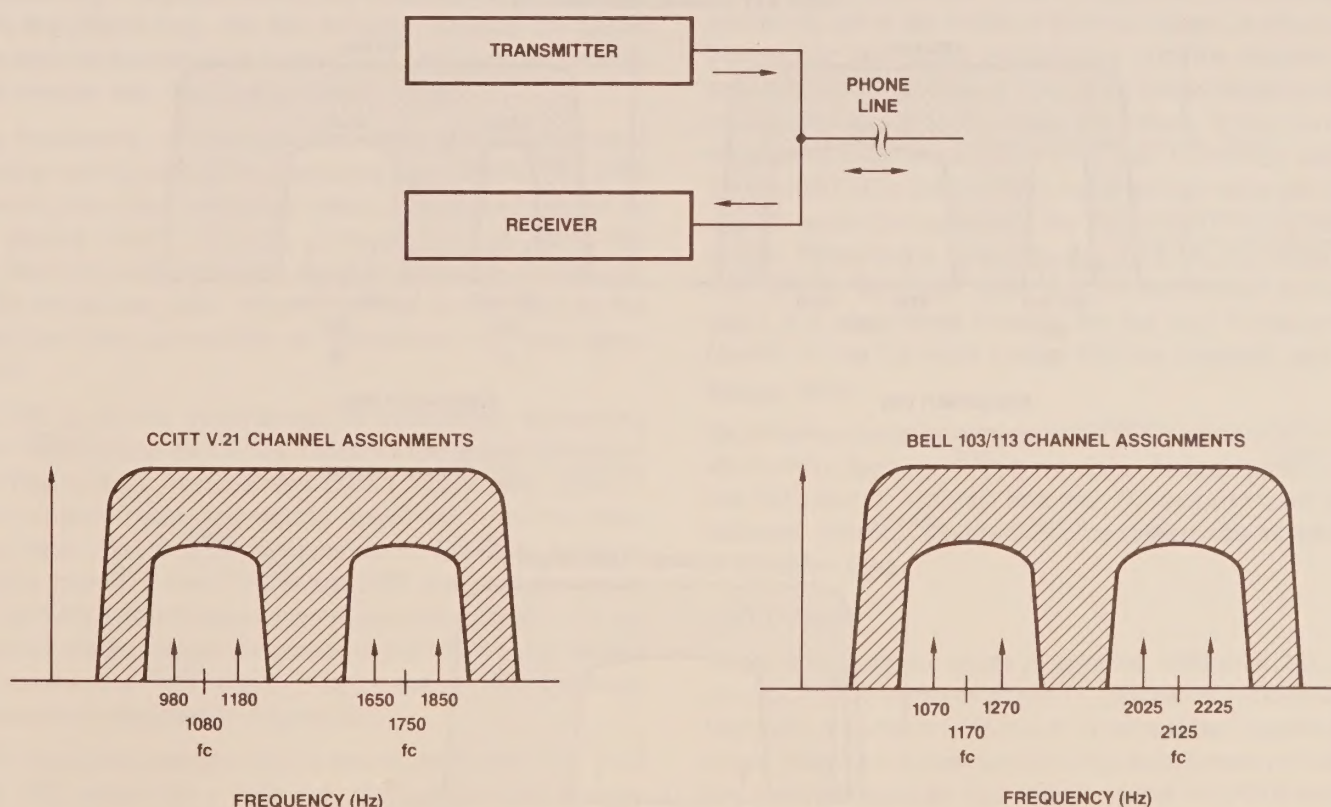 TRANSMITTER
PHONE
LINE
RECEIVER
CCITT V.21 CHANNEL ASSIGNMENTS
980 1180 1650 1850
1080 1750
fc fc
FREQUENCY (Hz)
BELL 103/113 CHANNEL ASSIGNMENTS
1070 1270 2025 2225
1170 2125
fc fc
FREQUENCY (Hz)